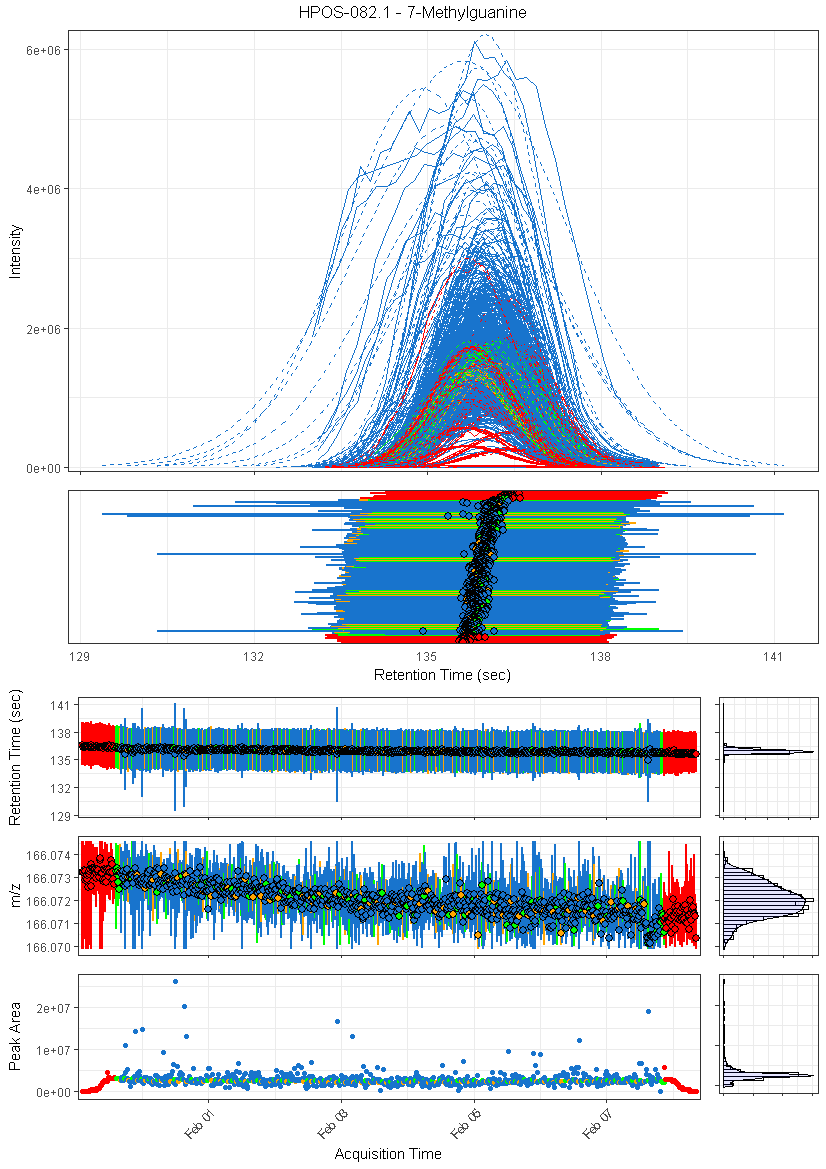 HPOS-082.1 - 7-Methylguanine
6e+06
4e+06
2e+06
0e+00
Intensity
129
132
135
138
141
Retention Time (sec)
141
138
135
132
129
Retention Time (sec)
166.074
166.073
166.072
166.071
166.070
m/z
2e+07
1e+07
0e+00
Peak Area
Feb 01
Feb 03
Feb 05
Feb 07
Acquisition Time